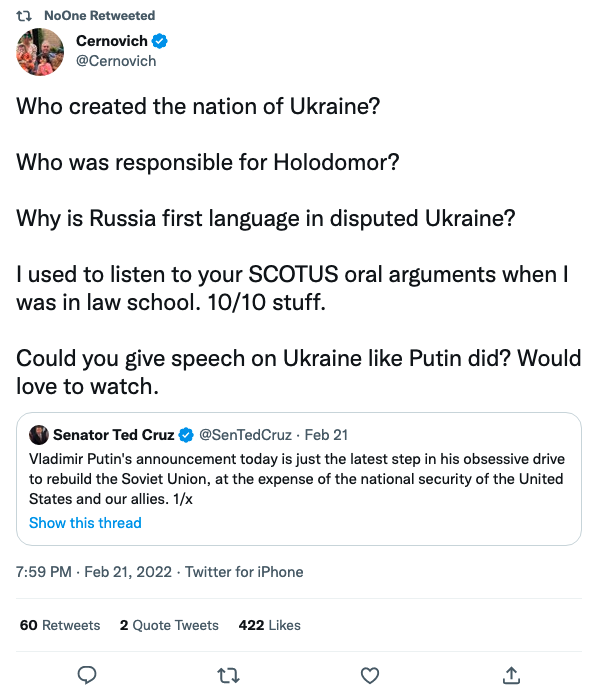 NoOne Retweeted
Cernovich
@Cernovich
Who created the nation of Ukraine?
Who was responsible for Holodomor?
Why is Russia first language in disputed Ukraine?
I used to listen to your SCOTUS oral arguments when I
was in law school. 10/10 stuff.
Could you give speech on Ukraine like Putin did? Would
love to watch.
Senator Ted Cruz @SenTedCruz · Feb 21
Vladimir Putin's announcement today is just the latest step in his obsessive drive
to rebuild the Soviet Union, at the expense of the national security of the United
States and our allies. 1/x
Show this thread
7:59 PM · Feb 21, 2022 · Twitter for iPhone
60 Retweets 2 Quote Tweets 422 Likes